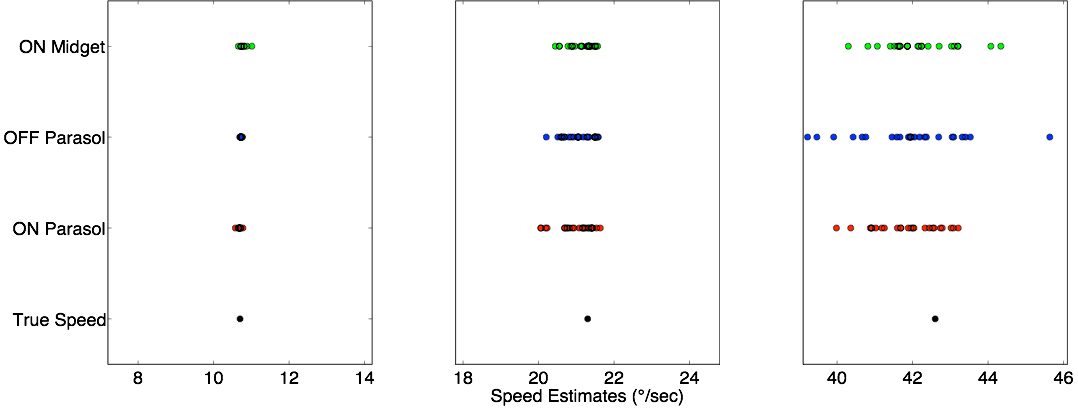 ON Midget
OFF Parasol
ON Parasol
True Speed
8 10 12 14
18 20 22 24
40 42 44 46
Speed Estimates (°/sec)